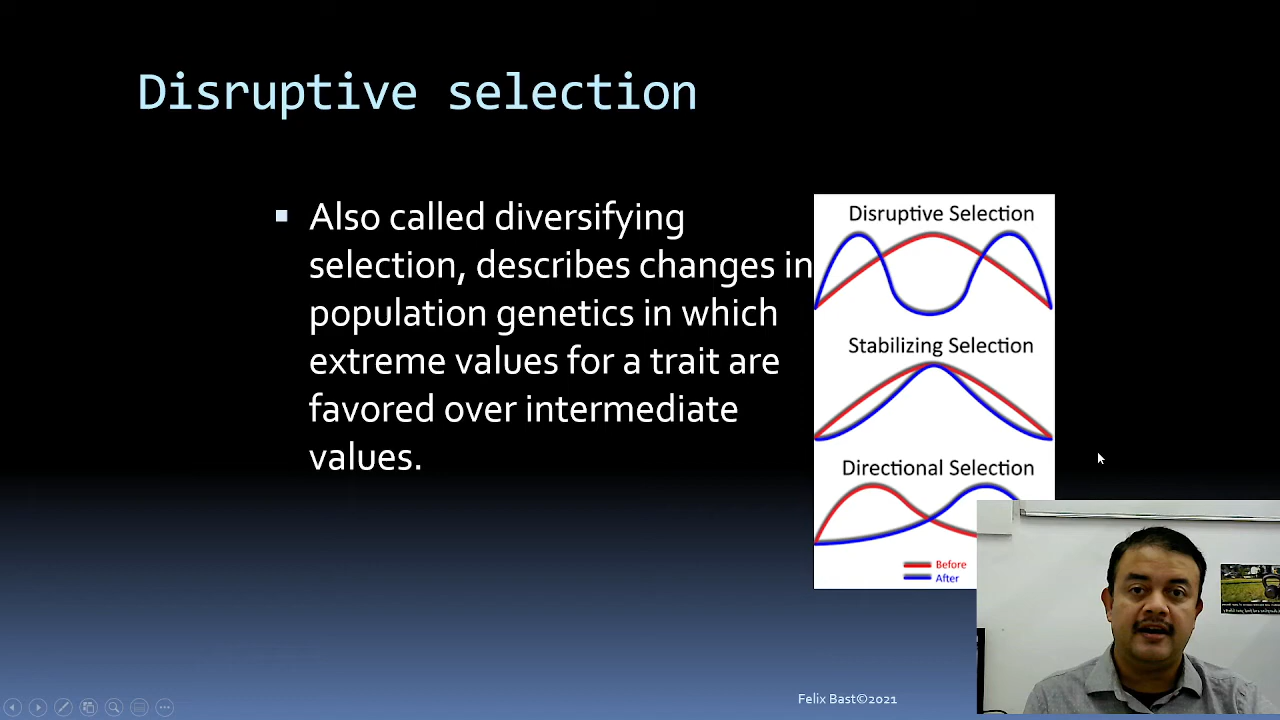 Disruptive selection
Also called diversifying
selection, describes changes in
population genetics in which
extreme values for a trait are
favored over intermediate
values.
Disruptive Selection
Stabilizing Selection
Directional Selection
Before
After
Felix Bast©2021